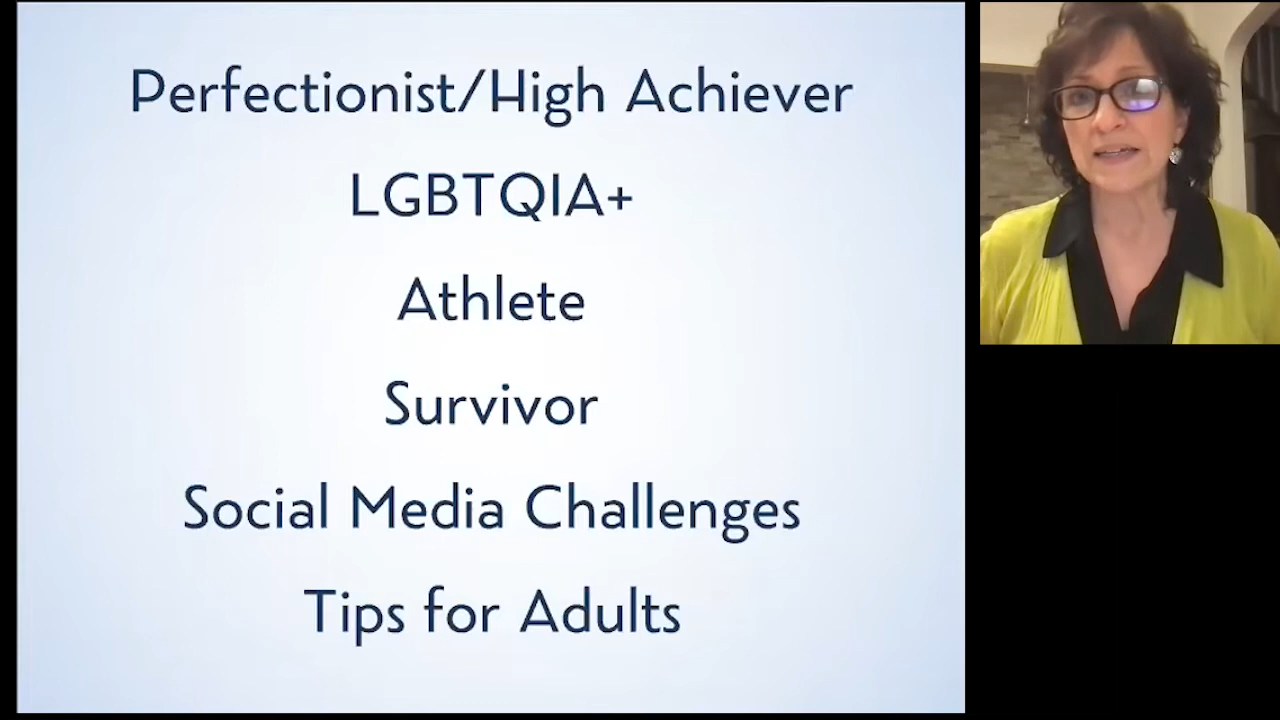 Perfectionist/High Achiever
LGBTQIA+
Athlete
Survivor
Social Media Challenges
Tips for Adults